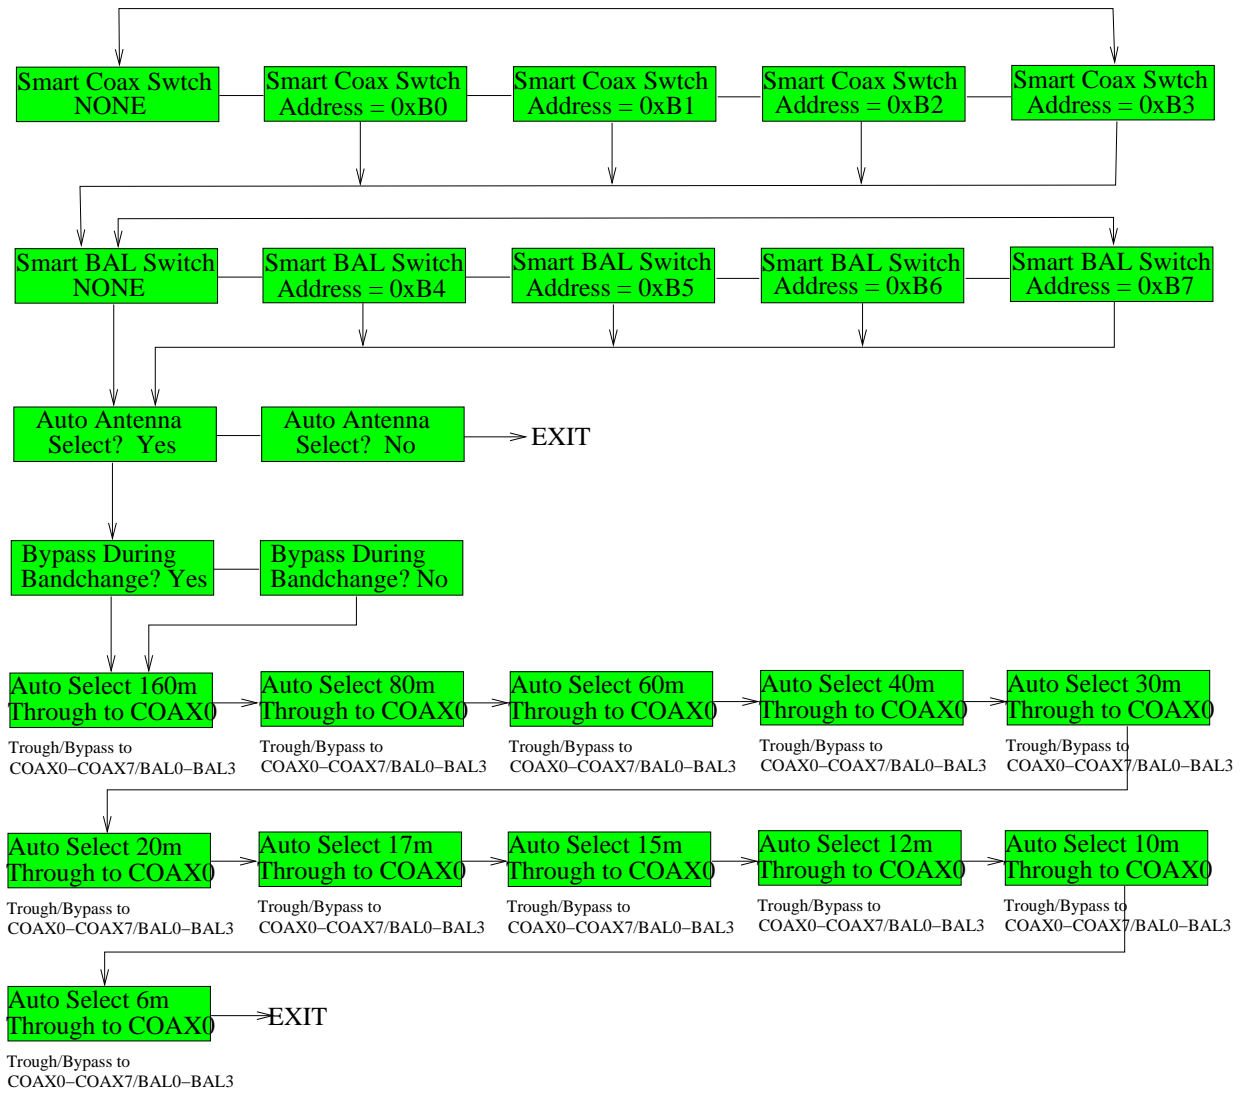 Smart Coax Swtch
NONE
Smart Coax Swtch
Address = 0xB0
Smart Coax Swtch
Address = 0xB1
Smart Coax Swtch
Address = 0xB2
Smart Coax Swtch
Address = 0xB3
Smart BAL Switch
NONE
Smart BAL Switch
Address = 0xB4
Smart BAL Switch
Address = 0xB5
Smart BAL Switch
Address = 0xB6
Smart BAL Switch
Address = 0xB7
Auto Antenna
Select? Yes
Auto Antenna
Select? No
EXIT
Bypass During
Bandchange? Yes
Bypass During
Bandchange? No
Auto Select 160m
Through to COAX0
Trough/Bypass to
COAX0–COAX7/BAL0–BAL3
Auto Select 80m
Through to COAX0
Trough/Bypass to
COAX0–COAX7/BAL0–BAL3
Auto Select 60m
Through to COAX0
Trough/Bypass to
COAX0–COAX7/BAL0–BAL3
Auto Select 40m
Through to COAX0
Trough/Bypass to
COAX0–COAX7/BAL0–BAL3
Auto Select 30m
Through to COAX0
Trough/Bypass to
COAX0–COAX7/BAL0–BAL3
Auto Select 20m
Through to COAX0
Trough/Bypass to
COAX0–COAX7/BAL0–BAL3
Auto Select 17m
Through to COAX0
Trough/Bypass to
COAX0–COAX7/BAL0–BAL3
Auto Select 15m
Through to COAX0
Trough/Bypass to
COAX0–COAX7/BAL0–BAL3
Auto Select 12m
Through to COAX0
Trough/Bypass to
COAX0–COAX7/BAL0–BAL3
Auto Select 10m
Through to COAX0
Trough/Bypass to
COAX0–COAX7/BAL0–BAL3
Auto Select 6m
Through to COAX0
Trough/Bypass to
COAX0–COAX7/BAL0–BAL3
EXIT